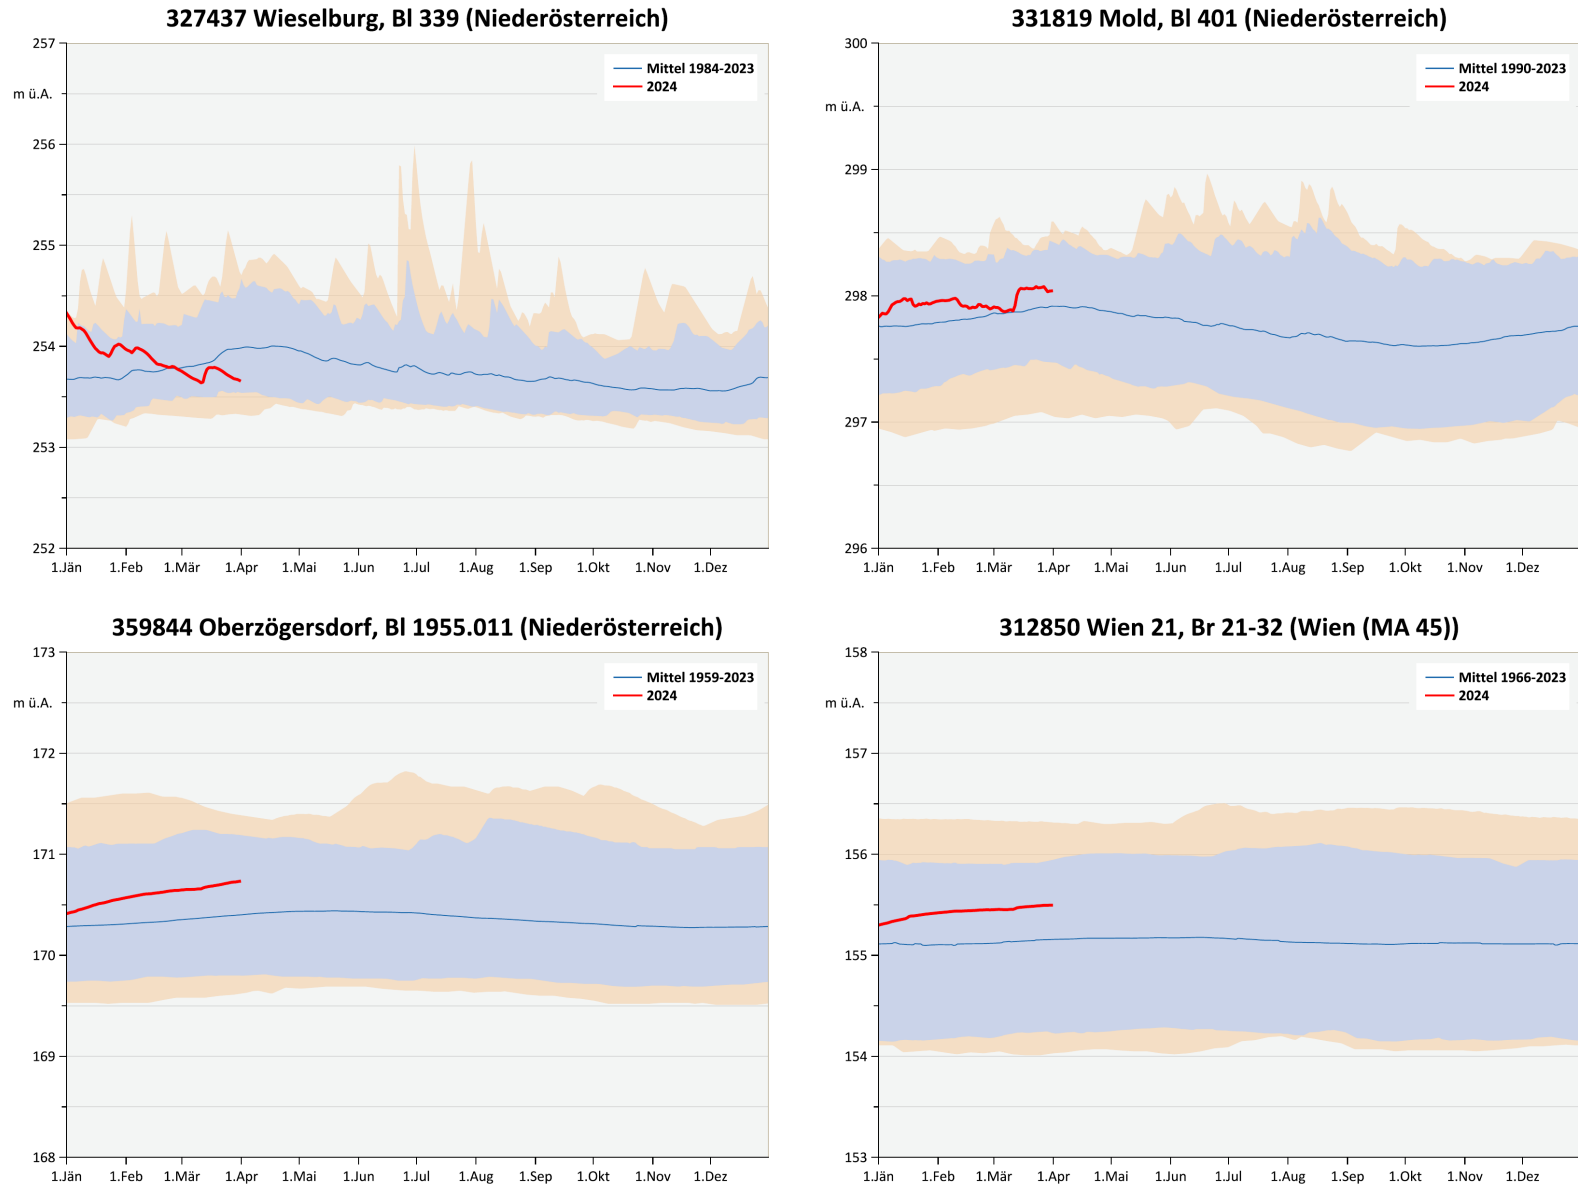 327437 Wieselburg, Bl 339 (Niederösterreich)
257
m ü.A.
256
255
254
253
252
Mittel 1984-2023
2024
1.Jän 1.Feb 1.Mär 1.Apr 1.Mai 1.Jun 1.Jul 1.Aug 1.Sep 1.Okt 1.Nov 1.Dez
331819 Mold, Bl 401 (Niederösterreich)
300
m ü.A.
299
298
297
296
Mittel 1990-2023
2024
1.Jän 1.Feb 1.Mär 1.Apr 1.Mai 1.Jun 1.Jul 1.Aug 1.Sep 1.Okt 1.Nov 1.Dez
359844 Oberzögersdorf, Bl 1955.011 (Niederösterreich)
173
m ü.A.
172
171
170
169
168
Mittel 1959-2023
2024
1.Jän 1.Feb 1.Mär 1.Apr 1.Mai 1.Jun 1.Jul 1.Aug 1.Sep 1.Okt 1.Nov 1.Dez
312850 Wien 21, Br 21-32 (Wien (MA 45))
158
m ü.A.
157
156
155
154
153
Mittel 1966-2023
2024
1.Jän 1.Feb 1.Mär 1.Apr 1.Mai 1.Jun 1.Jul 1.Aug 1.Sep 1.Okt 1.Nov 1.Dez